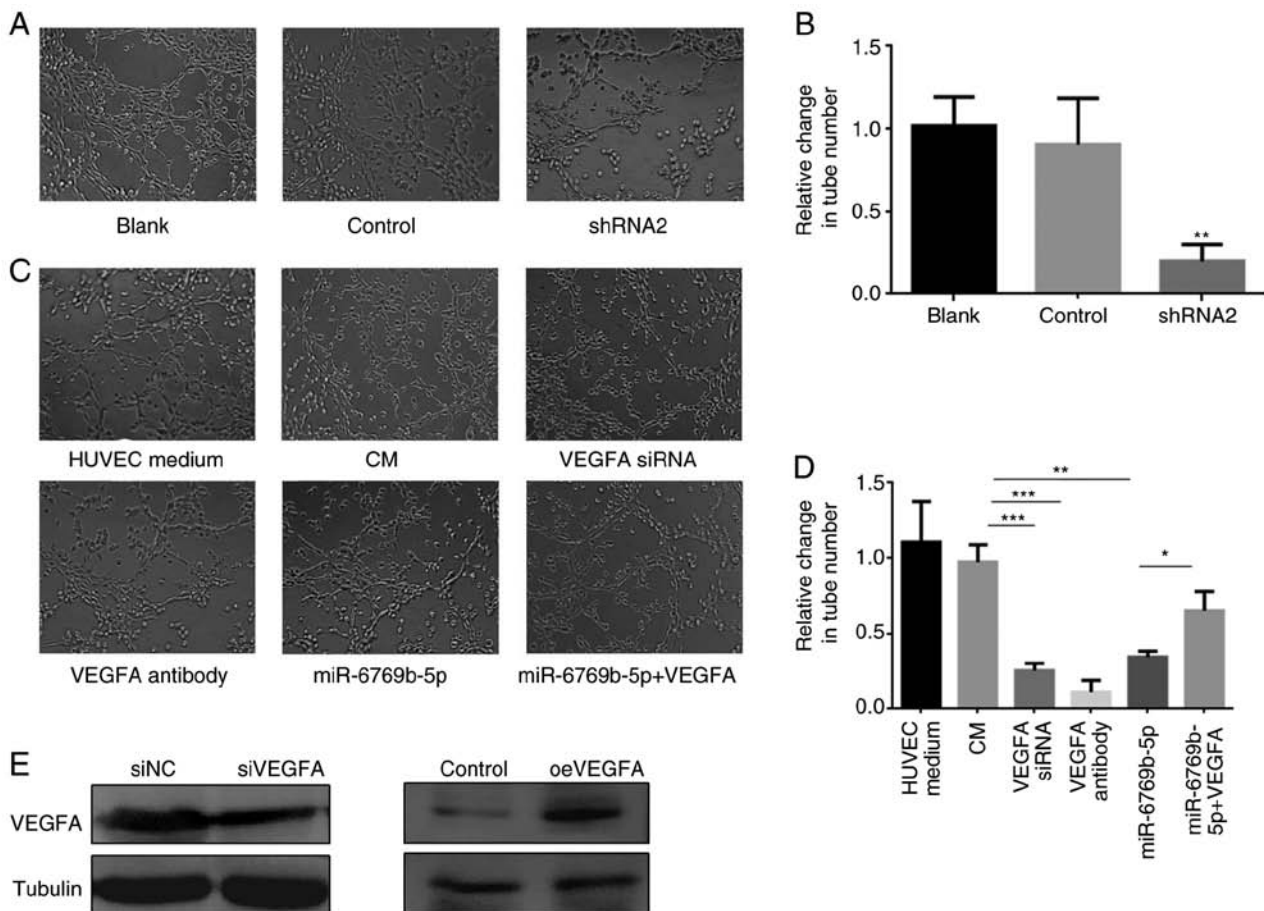 A
Blank
Control
shRNA2
B
Relative change
in tube number
1.5
1.0
0.5
0.0
**
Blank
Control
shRNA2
C
HUVEC medium
CM
VEGFA siRNA
VEGFA antibody
miR-6769b-5p
miR-6769b-5p+VEGFA
D
Relative change
in tube number
1.5
1.0
0.5
0.0
**
***
***
*
HUVEC
medium
CM
VEGFA
siRNA
VEGFA
antibody
miR-6769b-5p
miR-6769b-
5p+VEGFA
E
siNC
siVEGFA
Control
oeVEGFA
VEGFA
Tubulin